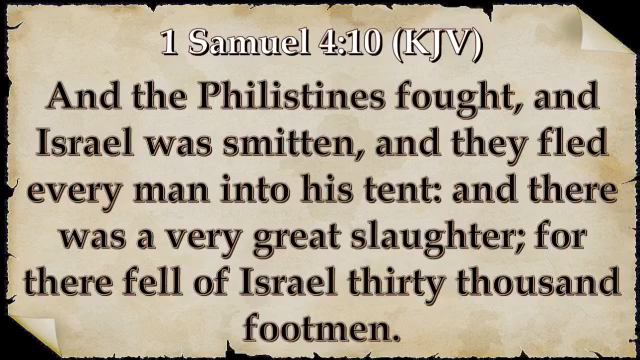 1 Samuel 4:10 (KJV)
And the Philistines fought, and
Israel was smitten, and they fled
every man into his tent: and there
was a very great slaughter; for
there fell of Israel thirty thousand
footmen.